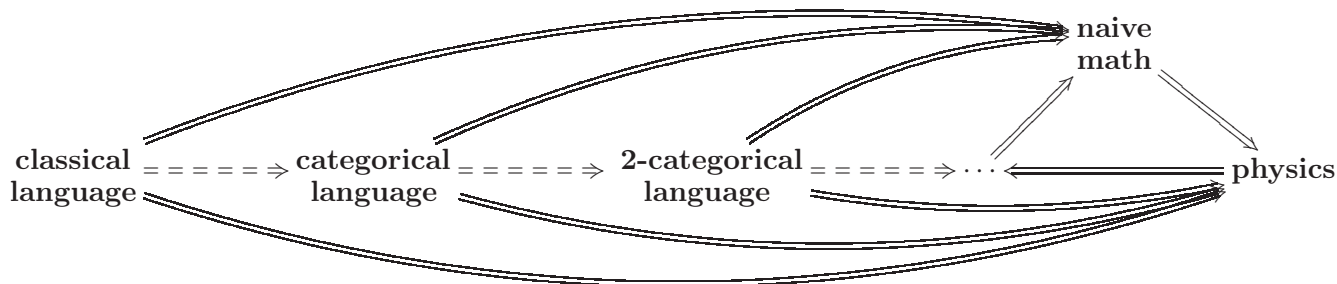 naive
math
classical
language
categorical
language
2-categorical
language
· · ·
physics